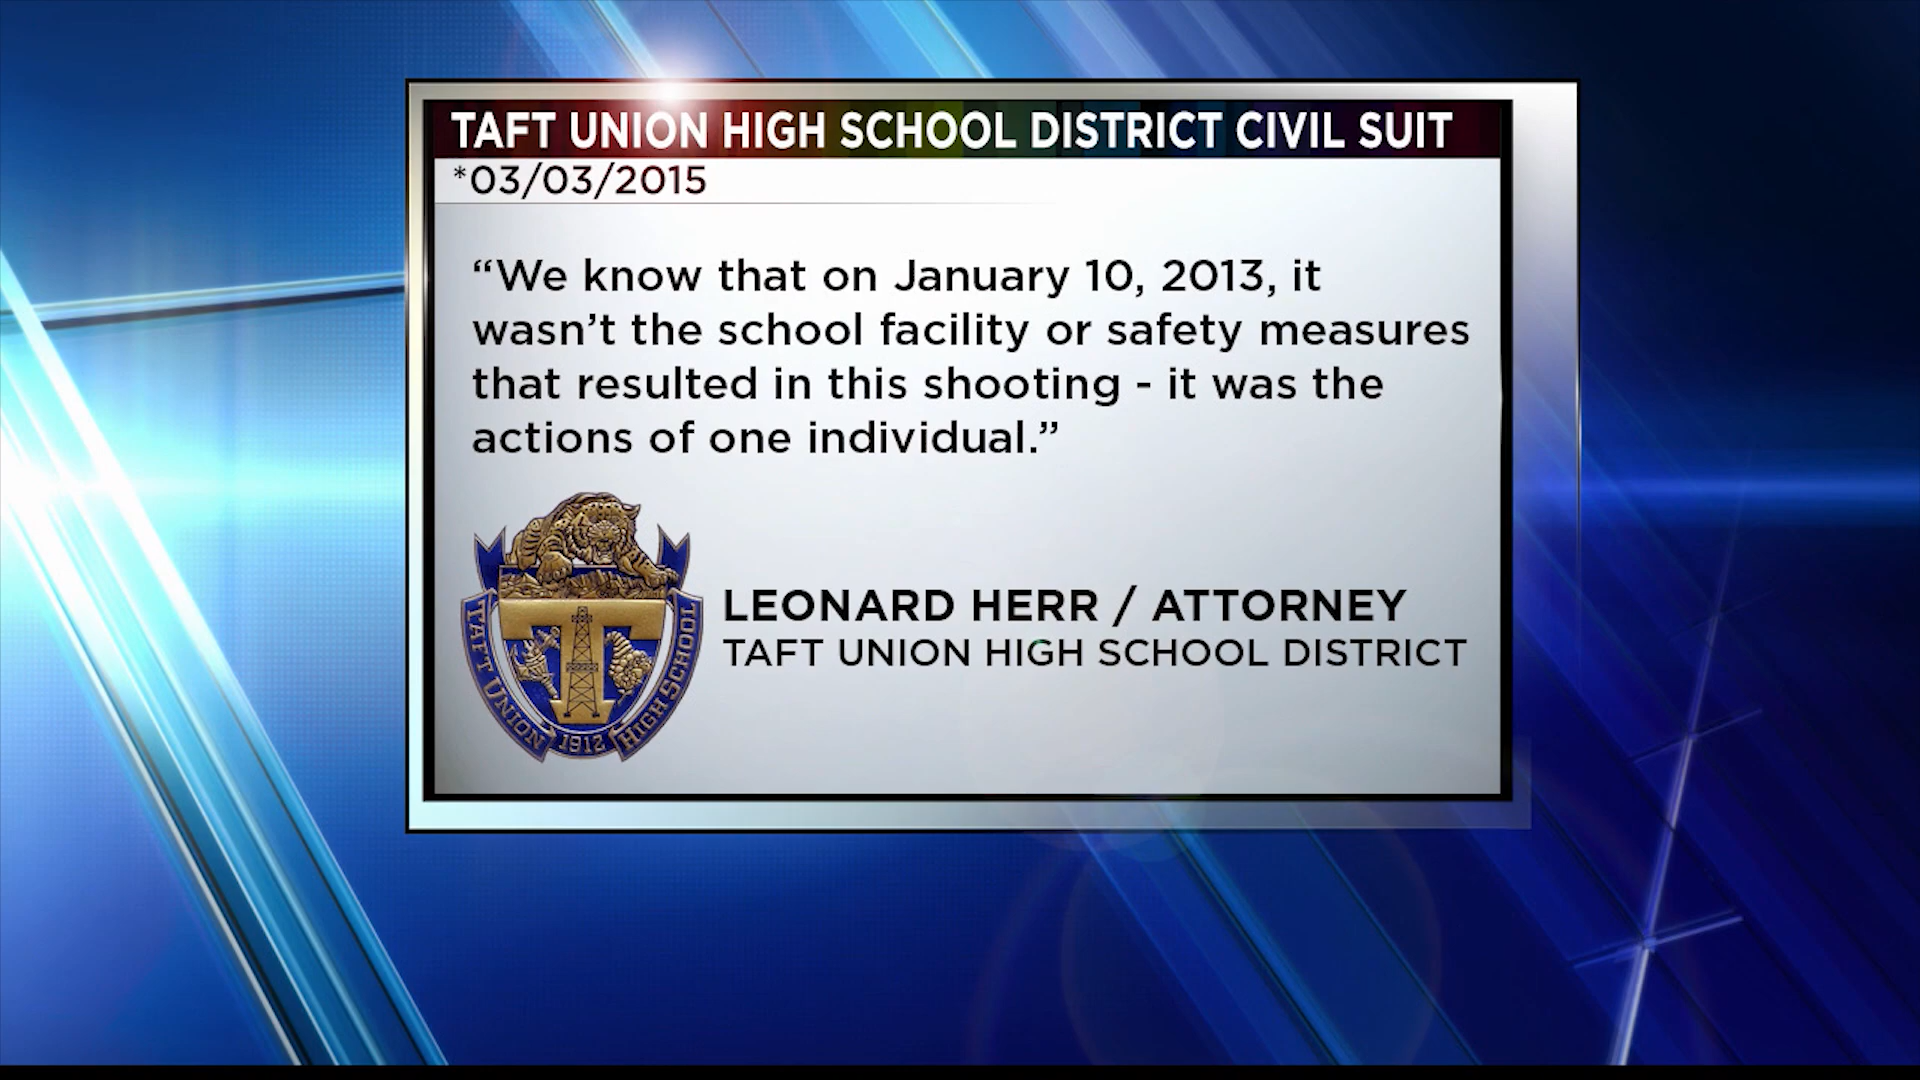 TAFT UNION HIGH SCHOOL DISTRICT CIVIL SUIT
*03/03/2015
“We know that on January 10, 2013, it
wasn’t the school facility or safety measures
that resulted in this shooting - it was the
actions of one individual.”
LEONARD HERR / ATTORNEY
TAFT UNION HIGH SCHOOL DISTRICT
TAFT UNION 1912 HIGH SCHOOL